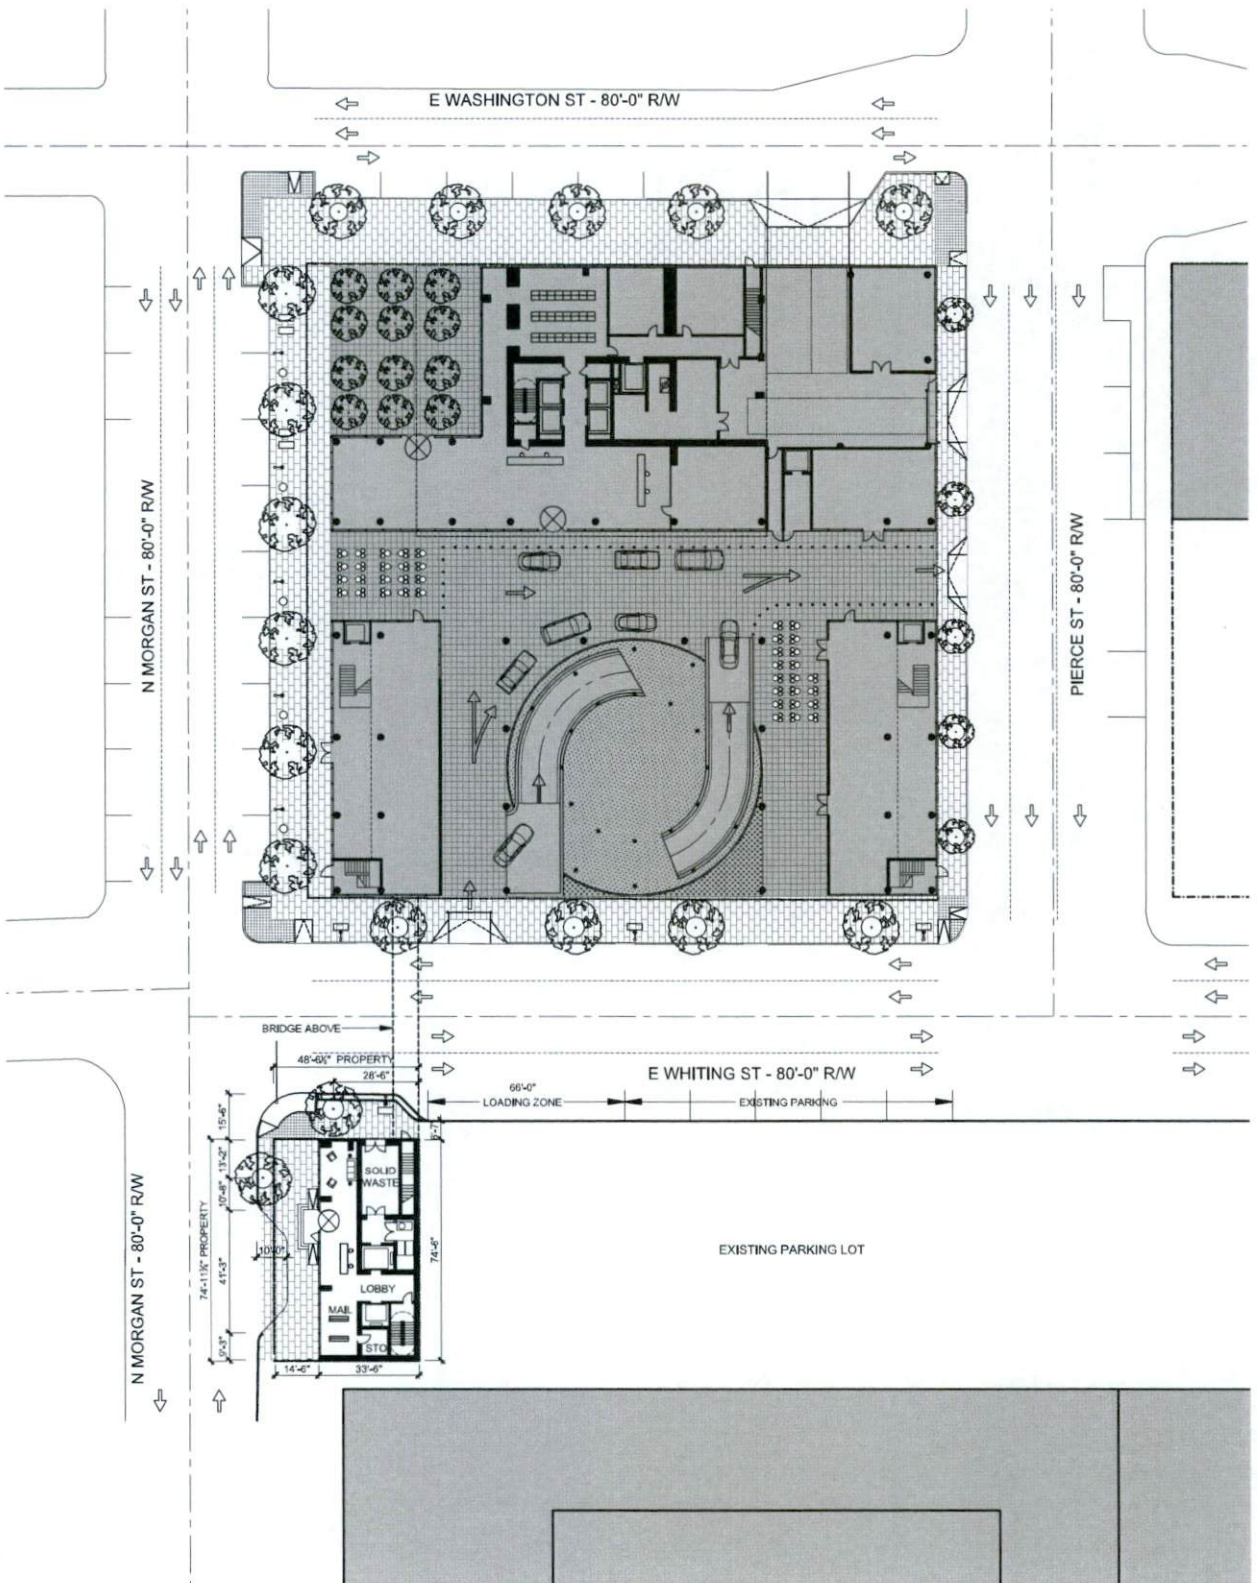 E WASHINGTON ST - 80'-0" R/W
N MORGAN ST - 80'-0" R/W
PIERCE ST - 80'-0" R/W
BRIDGE ABOVE
48'-6½" PROPERTY
28'-6"
E WHITING ST - 80'-0" R/W
66'-0"
LOADING ZONE
EXISTING PARKING
15'-6"
13'-2"
10'-8"
41'-3"
9'-3"
74'-11¾" PROPERTY
N MORGAN ST - 80'-0" R/W
10'-0"
SOLID
WASTE
LOBBY
MAIL
STO
74'-6"
14'-6"
33'-6"
EXISTING PARKING LOT